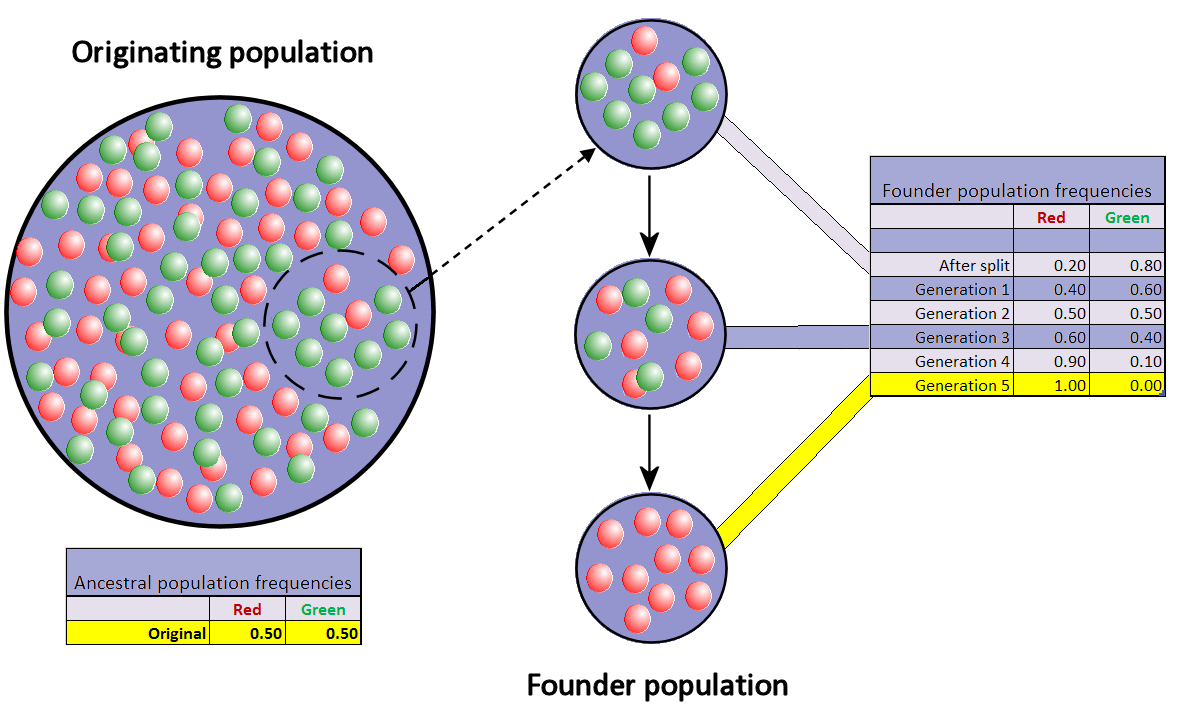 Originating population
Founder population frequencies
Red Green
After split 0.20 0.80
Generation 1 0.40 0.60
Generation 2 0.50 0.50
Generation 3 0.60 0.40
Generation 4 0.90 0.10
Generation 5 1.00 0.00
Ancestral population frequencies
Red Green
Original 0.50 0.50
Founder population